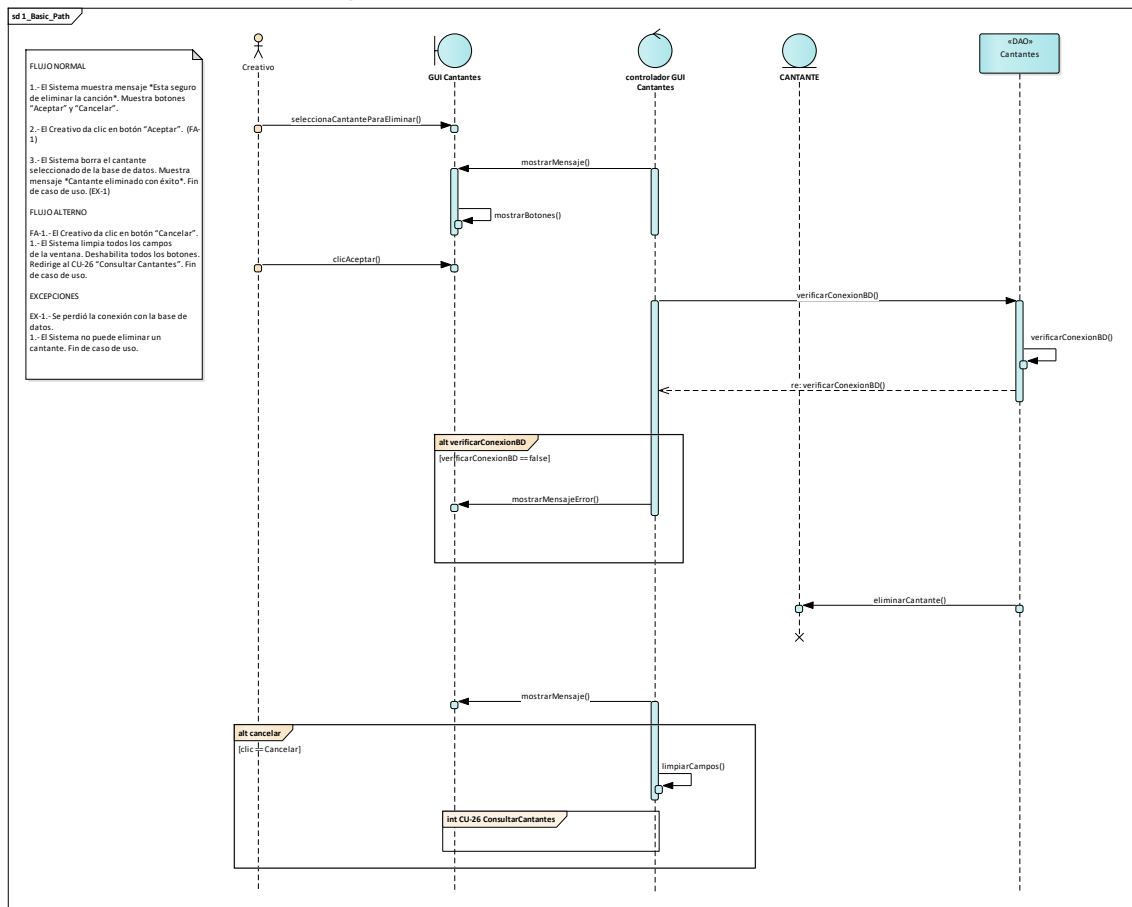 sd 1_Basic_Path
FLUJO NORMAL
1.- El Sistema muestra mensaje *Esta seguro
de eliminar la canción*. Muestra botones
"Aceptar" y "Cancelar".
2.- El Creativo da clic en botón "Aceptar". (FA-
1)
3.- El Sistema borra el cantante
seleccionado de la base de datos. Muestra
mensaje *Cantante eliminado con éxito*. Fin
de caso de uso. (EX-1)
FLUJO ALTERNO
FA-1.- El Creativo da clic en botón "Cancelar".
1.- El Sistema limpia todos los campos
de la ventana. Deshabilita todos los botones.
Redirige al CU-26 "Consultar Cantantes". Fin
de caso de uso.
EXCEPCIONES
EX-1.- Se perdió la conexión con la base de
datos.
1.- El Sistema no puede eliminar un
cantante. Fin de caso de uso.
Creativo
GUI Cantantes
controlador GUI
Cantantes
CANTANTE
«DAO»
Cantantes
seleccionaCantanteParaEliminar()
mostrarMensaje()
mostrarBotones()
clicAceptar()
verificarConexionBD()
verificarConexionBD()
re: verificarConexionBD()
alt verificarConexionBD
[verificarConexionBD ==false]
mostrarMensajeError()
eliminarCantante()
mostrarMensaje()
alt cancelar
[clic == Cancelar]
limpiarCampos()
int CU-26 ConsultarCantantes